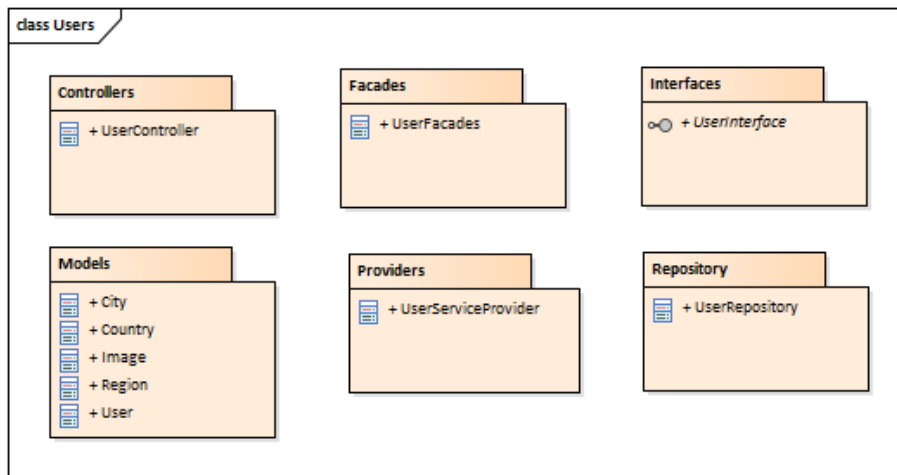 class Users
Controllers
+ UserController
Facades
+ UserFacades
Interfaces
+ UserInterface
Models
+ City
+ Country
+ Image
+ Region
+ User
Providers
+ UserServiceProvider
Repository
+ UserRepository